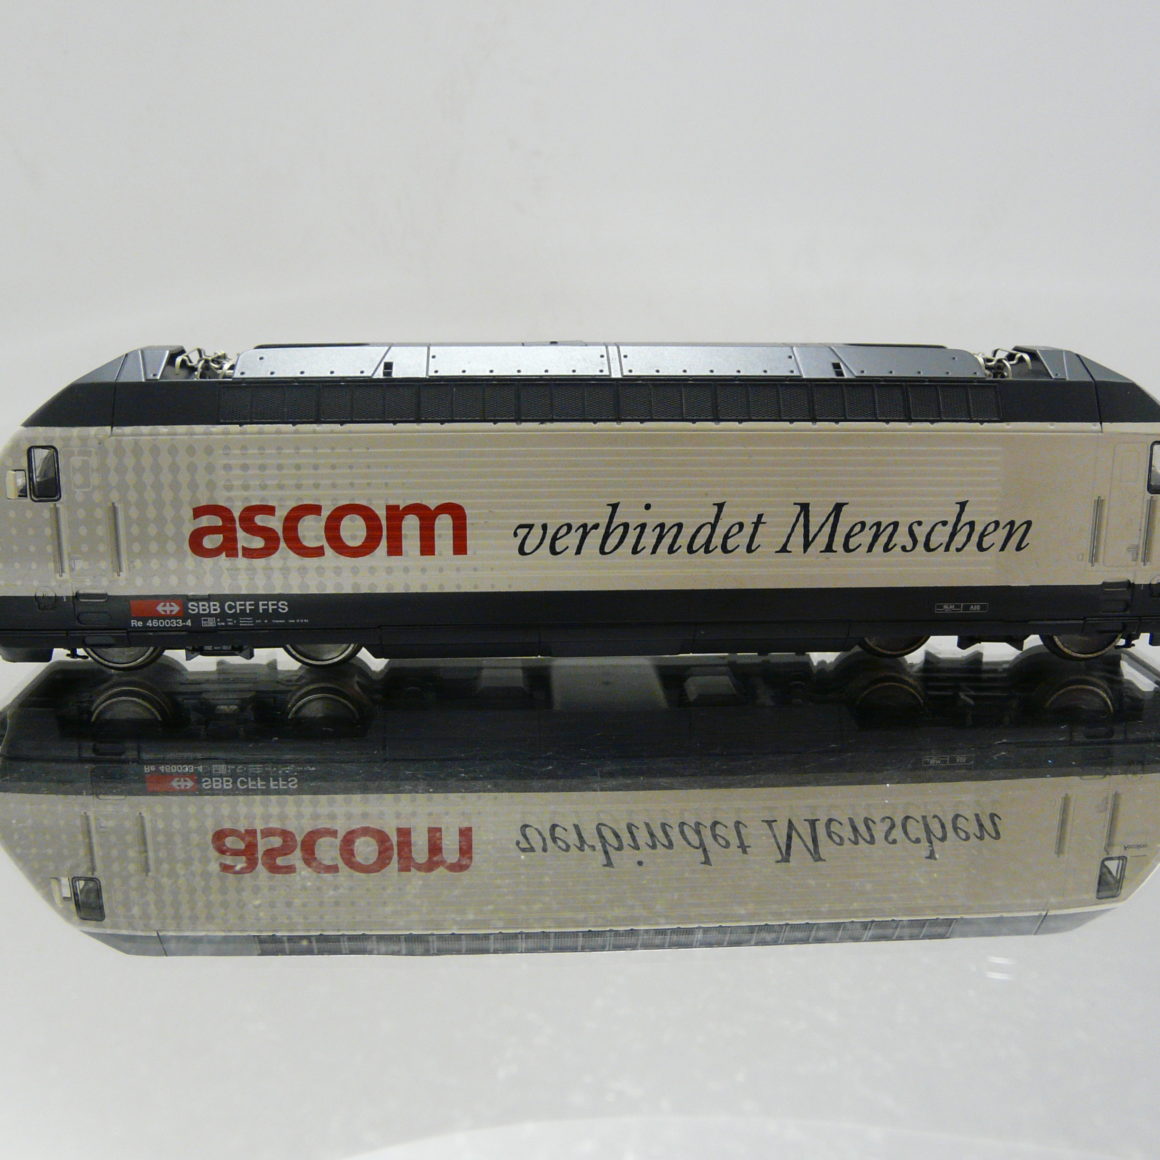 ascom verbindet Menschen
SBB CFF FFS
Re 460033-4